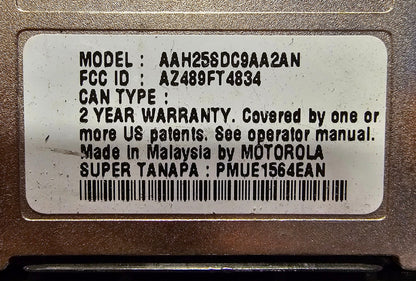 MODEL : AAH25SDC9AA2AN
FCC ID : AZ489FT4834
CAN TYPE :
2 YEAR WARRANTY. Covered by one or
more US patents. See operator manual.
Made in Malaysia by MOTOROLA
SUPER TANAPA : PMUE1564EAN